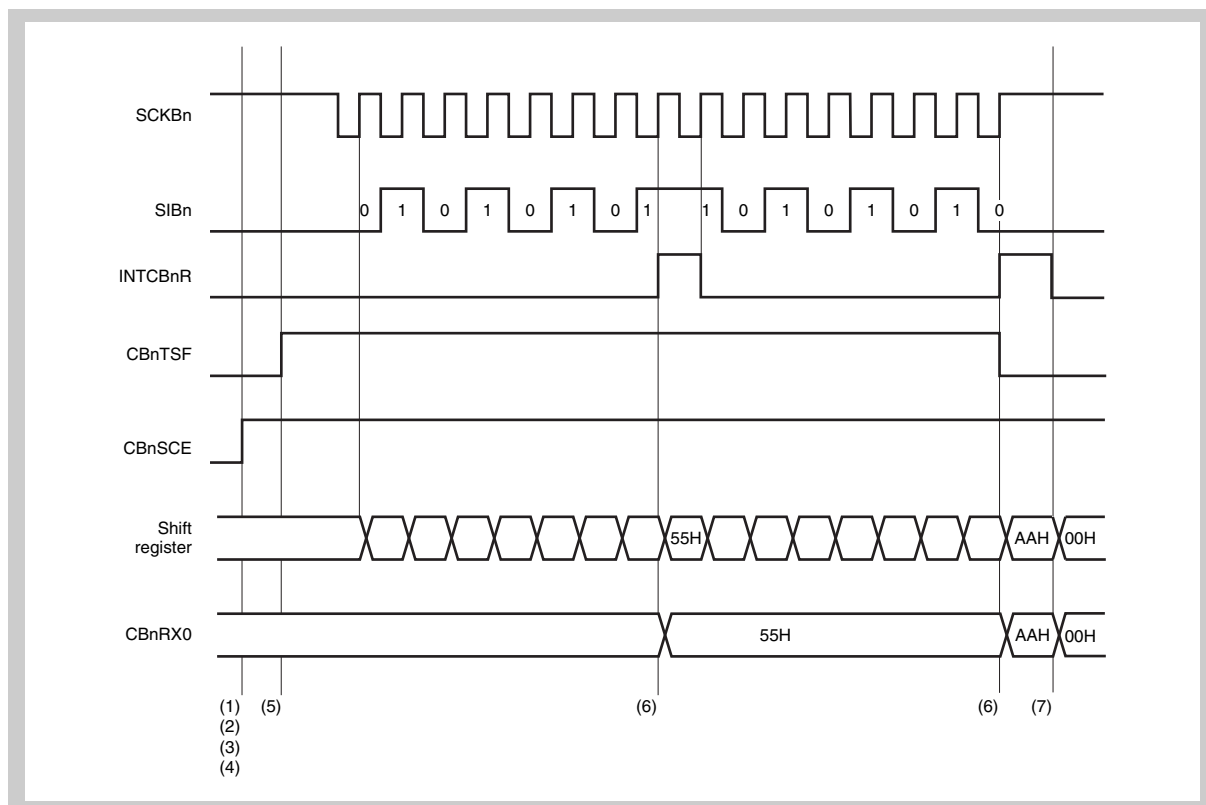 SCKBn
SIBn 0 1 0 1 0 1 0 1 1 0 1 0 1 0 1 0
INTCBnR
CBnTSF
CBnSCE
Shift
register
55H AAH 00H
CBnRX0 55H AAH 00H
(1) (5) (6) (6) (7)
(2)
(3)
(4)